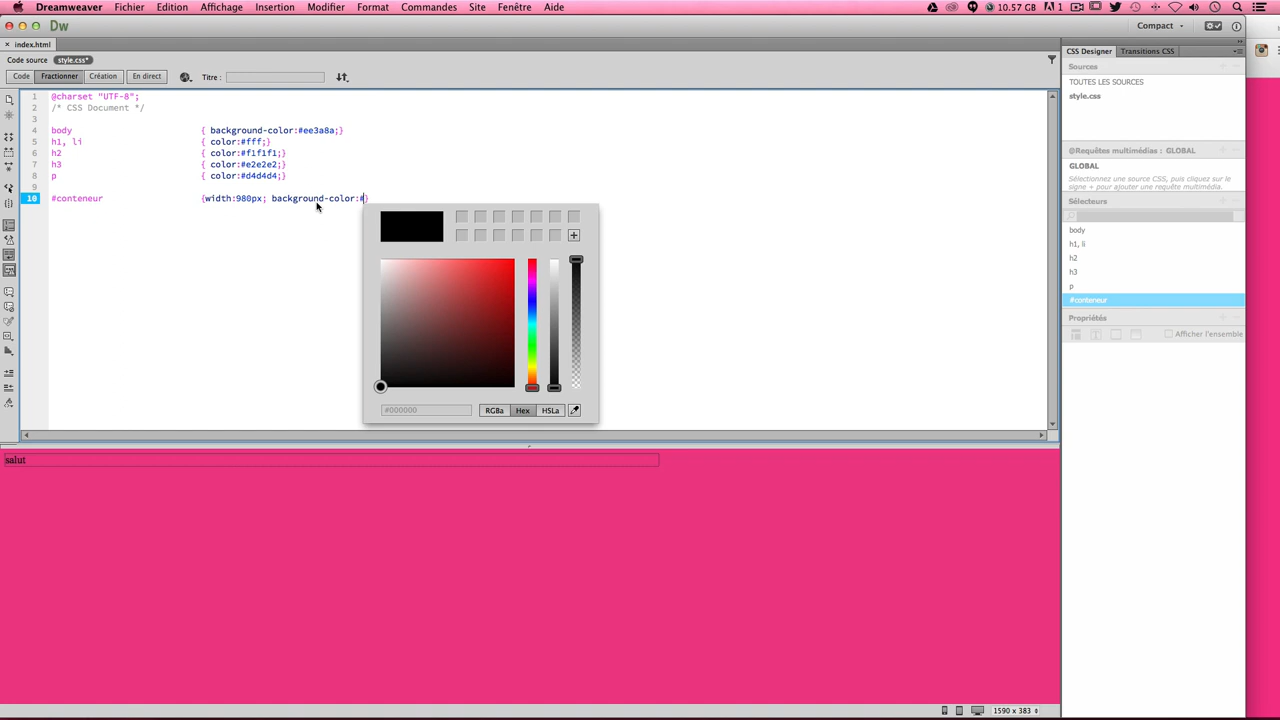 Dreamweaver Fichier Edition Affichage Insertion Modifier Format Commandes Site Fenêtre Aide 10.57 GB 1
Dw Compact
× index.html
Code source style.css*
Code Fractionner Création En direct Titre :
1 @charset "UTF-8";
2 /* CSS Document */
3
4 body { background-color:#ee3a8a;}
5 h1, li { color:#fff;}
6 h2 { color:#f1f1f1;}
7 h3 { color:#e2e2e2;}
8 p { color:#d4d4d4;}
9
10 #conteneur {width:980px; background-color:#}
#000000 RGBa Hex HSLa
salut
CSS Designer Transitions CSS
Sources
TOUTES LES SOURCES
style.css
@Requêtes multimédias : GLOBAL
GLOBAL
Sélectionnez une source CSS, puis cliquez sur le
signe + pour ajouter une requête multimédia.
Sélecteurs
body
h1, li
h2
h3
p
#conteneur
Propriétés
Afficher l'ensemble
1590 x 383